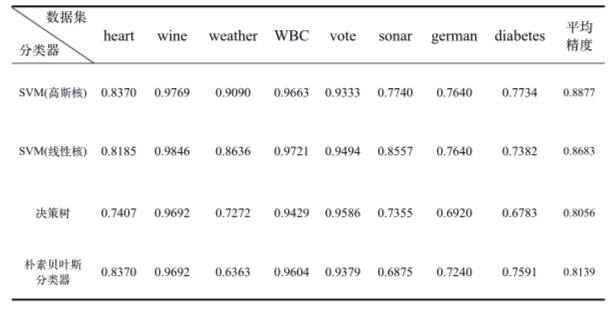 数据集
分类器
heart wine weather WBC vote sonar german diabetes 平均
精度
SVM(高斯核) 0.8370 0.9769 0.9090 0.9663 0.9333 0.7740 0.7640 0.7734 0.8877
SVM(线性核) 0.8185 0.9846 0.8636 0.9721 0.9494 0.8557 0.7640 0.7382 0.8683
决策树 0.7407 0.9692 0.7272 0.9429 0.9586 0.7355 0.6920 0.6783 0.8056
朴素贝叶斯
分类器 0.8370 0.9692 0.6363 0.9604 0.9379 0.6875 0.7240 0.7591 0.8139